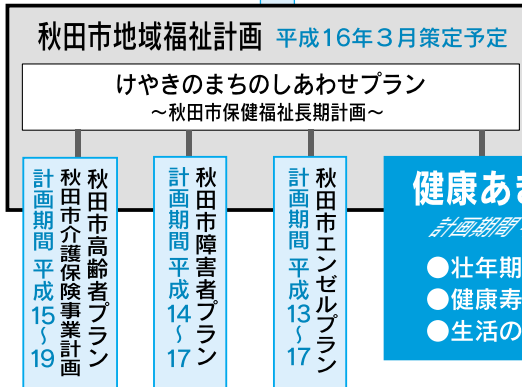 秋田市地域福祉計画 平成16年3月策定予定
けやきのまちのしあわせプラン
~秋田市保健福祉長期計画~
秋田市高齢者プラン
秋田市介護保険事業計画
計画期間 平成15~19
秋田市障害者プラン
計画期間 平成14~17
秋田市エンゼルプラン
計画期間 平成13~17
健康あき
計画期間
●壮年期
●健康寿
●生活の